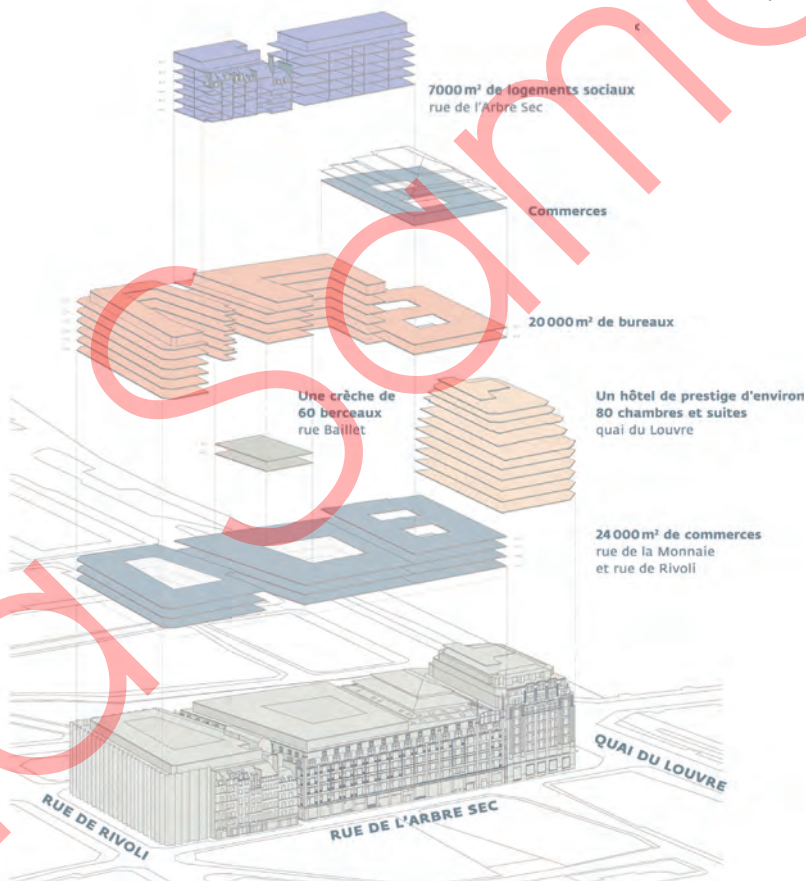 7000 m² de logements sociaux
rue de l'Arbre Sec
Commerces
20 000 m² de bureaux
Une crèche de
60 berceaux
rue Baillet
Un hôtel de prestige d'environ
80 chambres et suites
quai du Louvre
24 000 m² de commerces
rue de la Monnaie
et rue de Rivoli
QUAI DU LOUVRE
RUE DE L'ARBRE SEC
RUE DE RIVOLI